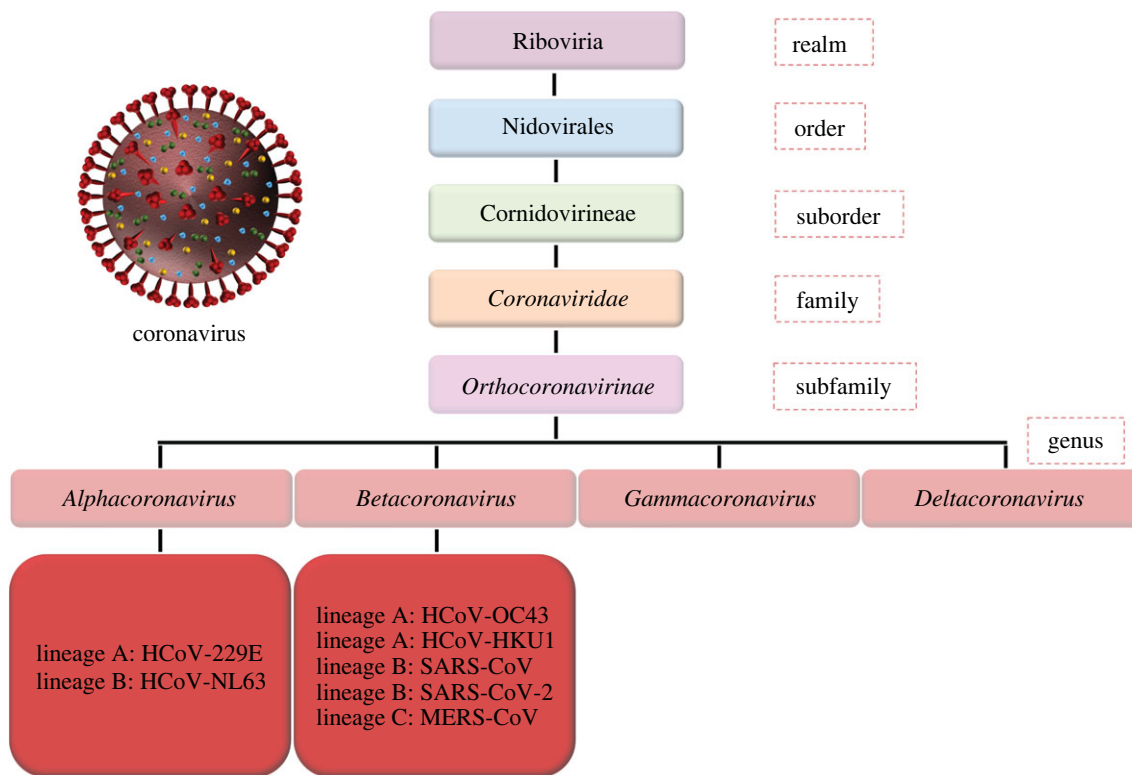 Riboviria
realm
Nidovirales
order
Cornidovirineae
suborder
Coronaviridae
family
coronavirus
Orthocoronavirinae
subfamily
genus
Alphacoronavirus
Betacoronavirus
Gammacoronavirus
Deltacoronavirus
lineage A: HCoV-229E
lineage B: HCoV-NL63
lineage A: HCoV-OC43
lineage A: HCoV-HKU1
lineage B: SARS-CoV
lineage B: SARS-CoV-2
lineage C: MERS-CoV